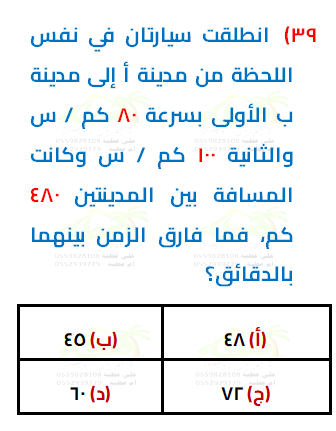 ٣٩) انطلقت سيارتان في نفس
اللحظة من مدينة أ إلى مدينة
ب الأولى بسرعة ٨٠ كم / س
والثانية ١٠٠ كم / س وكانت
المسافة بين المدينتين ٤٨٠
كم، فما فارق الزمن بينهما
بالدقائق؟
(أ) ٤٨ (ب) ٤٥
(ج) ٧٢ (د) ٦٠